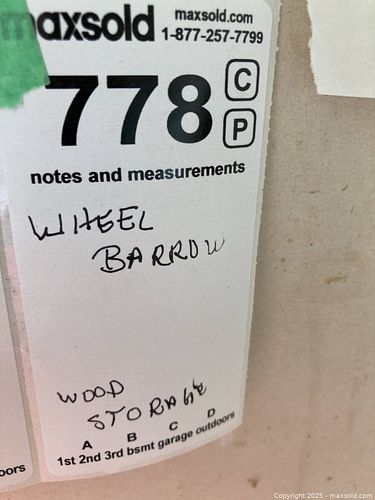 maxsold
maxsold.com
1-877-257-7799
778
C
P
notes and measurements
WHEEL
BARROW
WOOD
STORAGE
A B C D
1st 2nd 3rd bsmt garage outdoors
oors
Copyright 2025 - maxsold.com